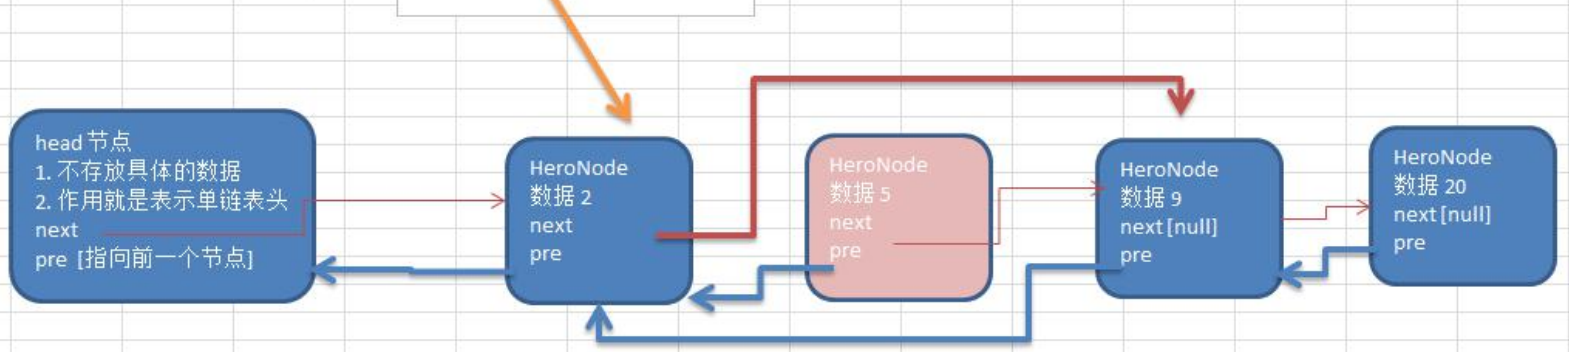 head 节点
1. 不存放具体的数据
2. 作用就是表示单链表头
next
pre [指向前一个节点]
HeroNode
数据 2
next
pre
HeroNode
数据 5
next
pre
HeroNode
数据 9
next [null]
pre
HeroNode
数据 20
next [null]
pre